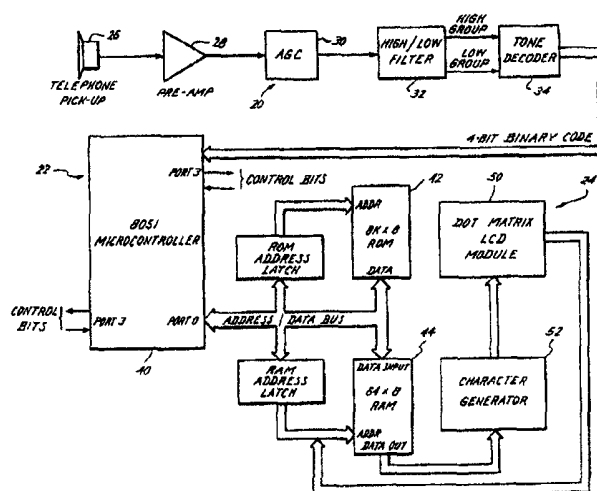 26
TELEPHONE
PICK-UP
28
PRE-AMP
30
AGC
20
HIGH/LOW
FILTER
32
HIGH
GROUP
LOW
GROUP
TONE
DECODER
34
4-BIT BINARY CODE
22
8051
MICROCONTROLLER
PORT 3
CONTROL BITS
CONTROL
BITS
PORT 3
PORT 0
40
ROM
ADDRESS
LATCH
ADDRESS / DATA BUS
RAM
ADDRESS
LATCH
42
ADDR
8K x 8
ROM
DATA
44
DATA INPUT
64 x 8
RAM
ADDR
DATA OUT
50
24
DOT MATRIX
LCD
MODULE
52
CHARACTER
GENERATOR